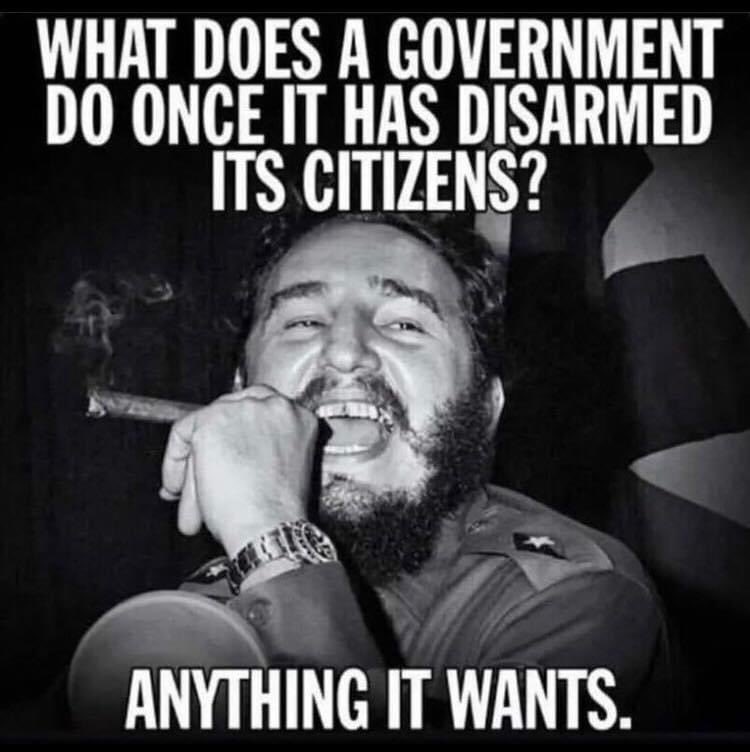 WHAT DOES A GOVERNMENT
DO ONCE IT HAS DISARMED
ITS CITIZENS?
ANYTHING IT WANTS.